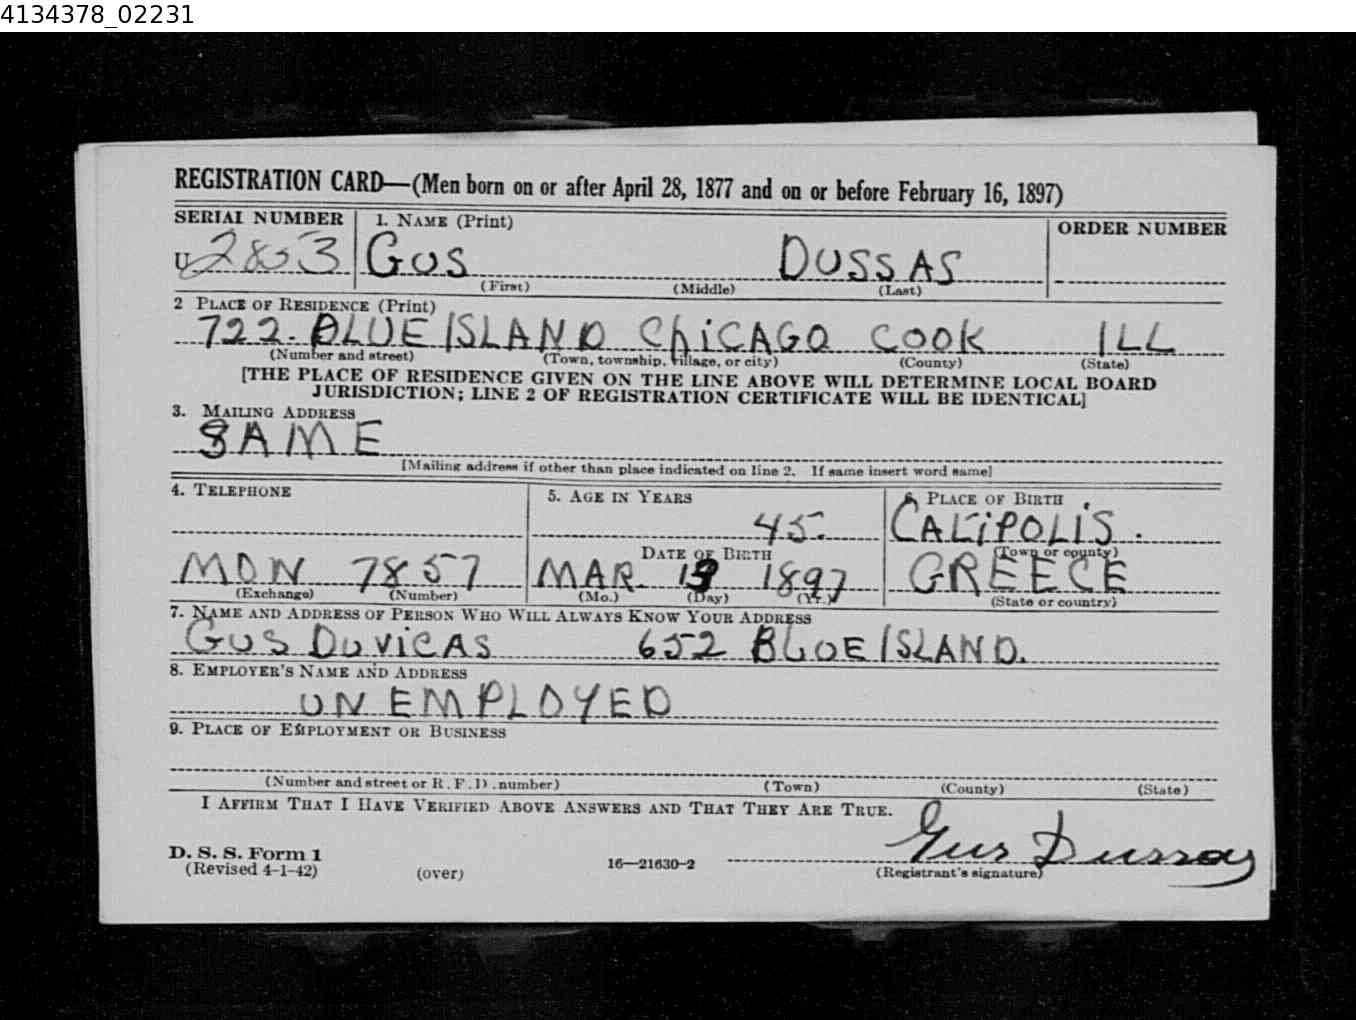 4134378_02231
REGISTRATION CARD—(Men born on or after April 28, 1877 and on or before February 16, 1897)
SERIAL NUMBER 1. NAME (Print) ORDER NUMBER
U 2853 GUS DUSSAS
(First) (Middle) (Last)
2 PLACE OF RESIDENCE (Print)
722. BLUE ISLAND ChiCAGO COOK ILL
(Number and street) (Town, township, village, or city) (County) (State)
[THE PLACE OF RESIDENCE GIVEN ON THE LINE ABOVE WILL DETERMINE LOCAL BOARD
JURISDICTION; LINE 2 OF REGISTRATION CERTIFICATE WILL BE IDENTICAL]
3. MAILING ADDRESS
SAME
[Mailing address if other than place indicated on line 2. If same insert word same]
4. TELEPHONE 5. AGE IN YEARS 6. PLACE OF BIRTH
45. CALiPOLIS.
DATE OF BIRTH (Town or county)
MON 7857 MAR. 1897 GREECE
(Exchange) (Number) (Mo.) (Day) (Yr.) (State or country)
7. NAME AND ADDRESS OF PERSON WHO WILL ALWAYS KNOW YOUR ADDRESS
GUS DUVICAS 652 BLUE ISLAND.
8. EMPLOYER'S NAME AND ADDRESS
UNEMPLOYED
9. PLACE OF EMPLOYMENT OR BUSINESS
(Number and street or R. F. D. number) (Town) (County) (State)
I AFFIRM THAT I HAVE VERIFIED ABOVE ANSWERS AND THAT THEY ARE TRUE.
Gus Dussas
D. S. S. Form 1
(Revised 4-1-42) (over) 16—21630-2 (Registrant's signature)